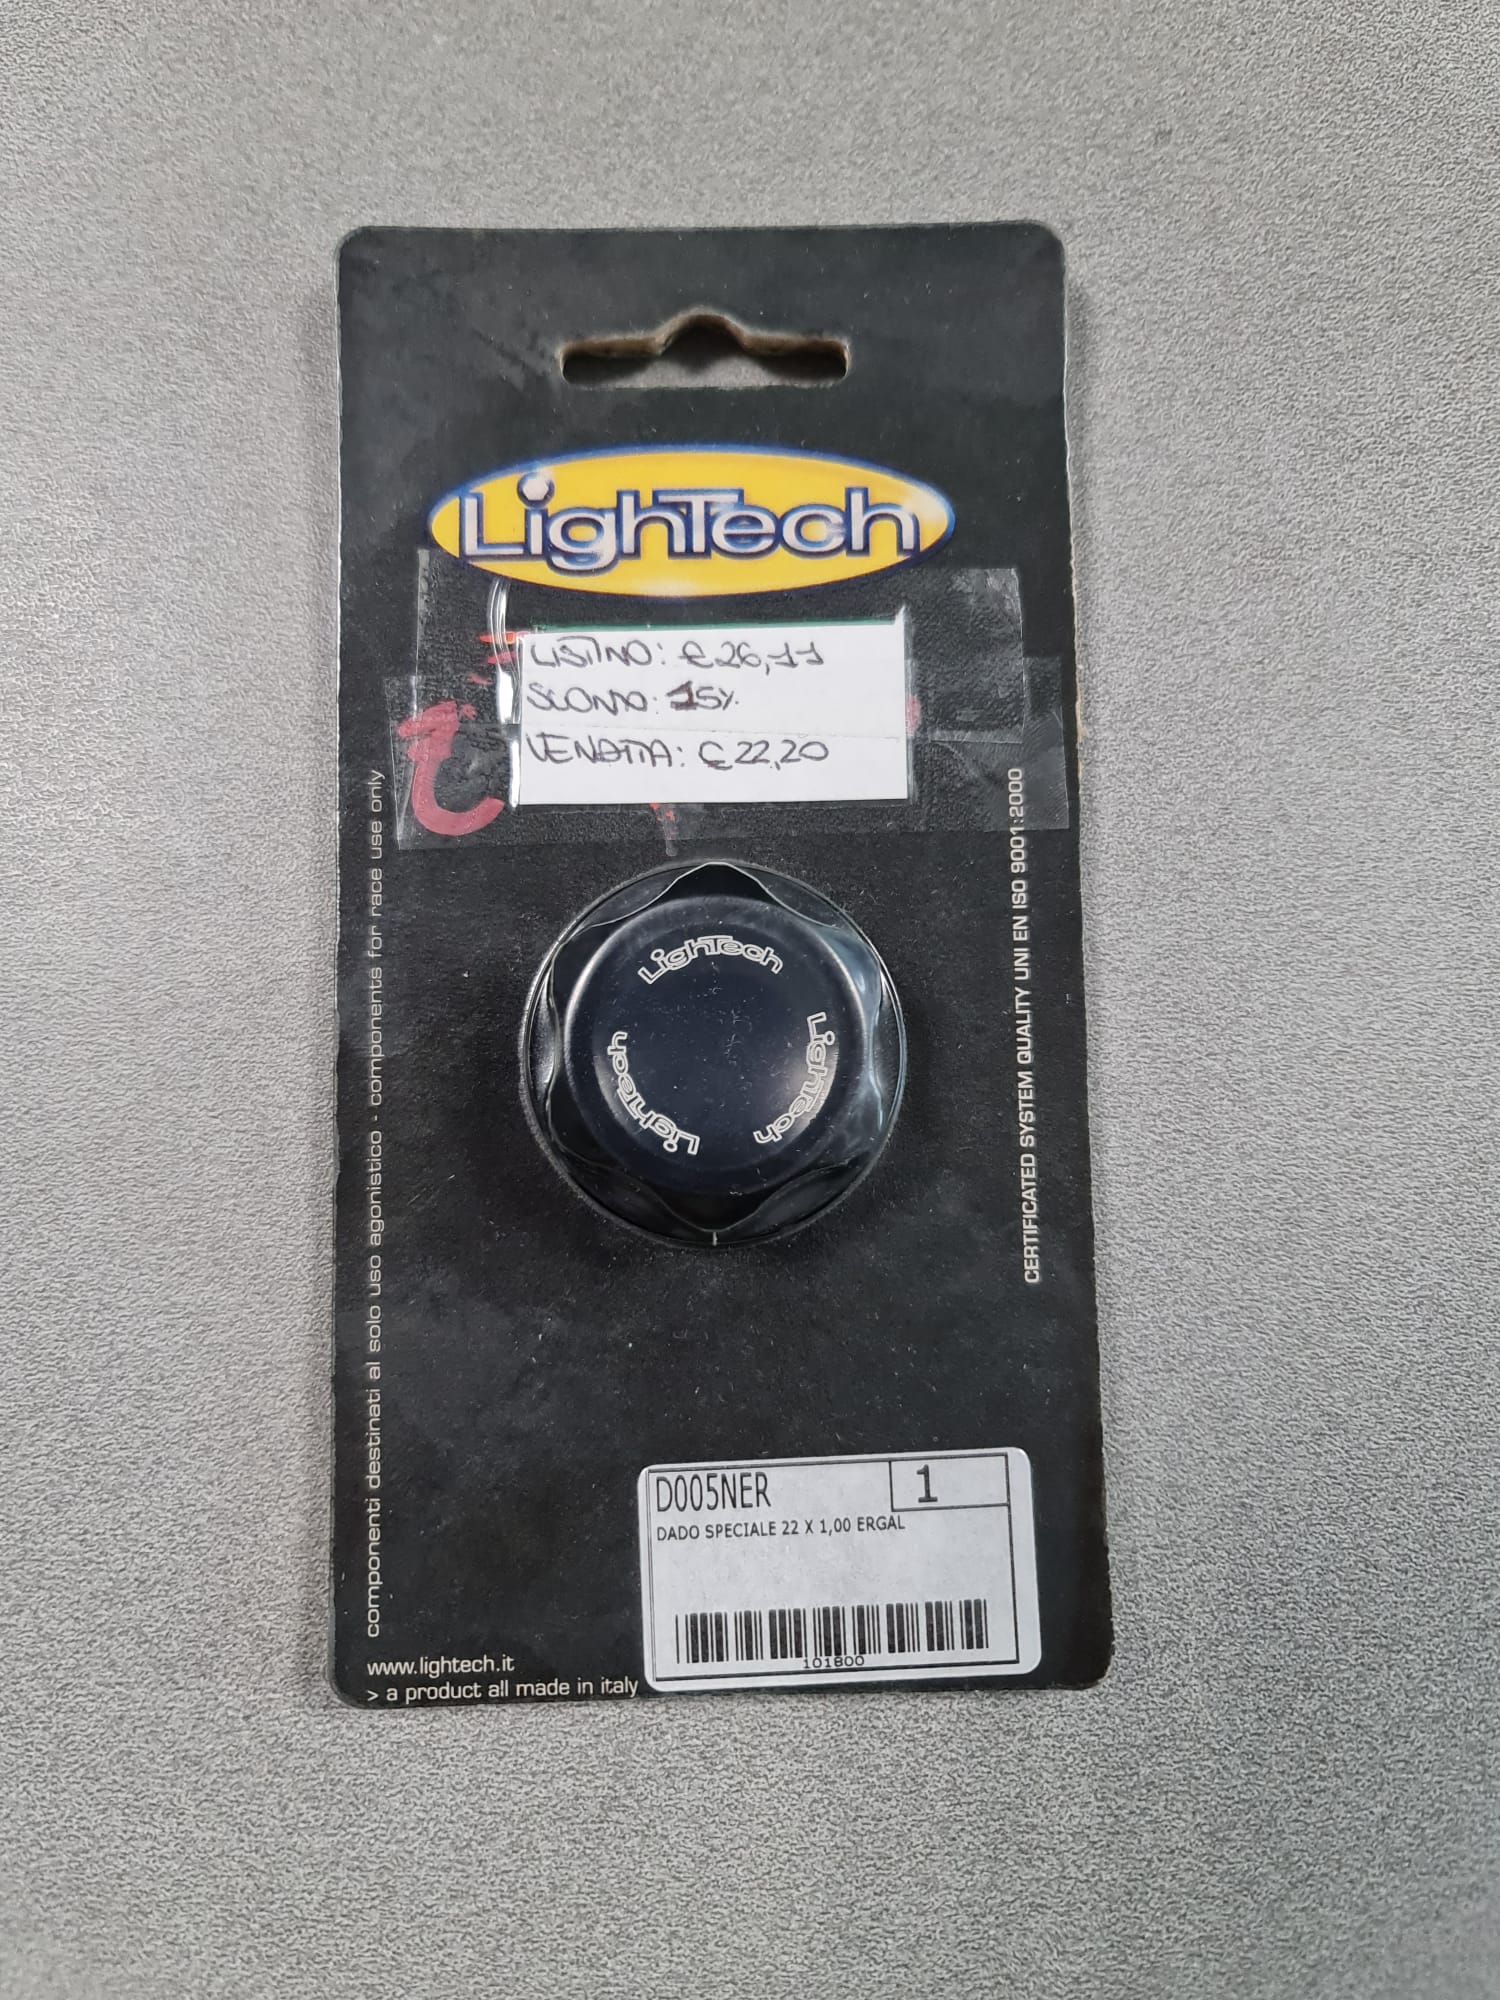 LighTech
LISTINO: € 26,11
SCONTO: 15%
VENDITA: € 22,20
LighTech
LighTech
LighTech
componenti destinati al solo uso agonistico - components for race use only
CERTIFICATED SYSTEM QUALITY UNI EN ISO 9001:2000
D005NER
1
DADO SPECIALE 22 X 1,00 ERGAL
101800
www.lightech.it
> a product all made in italy